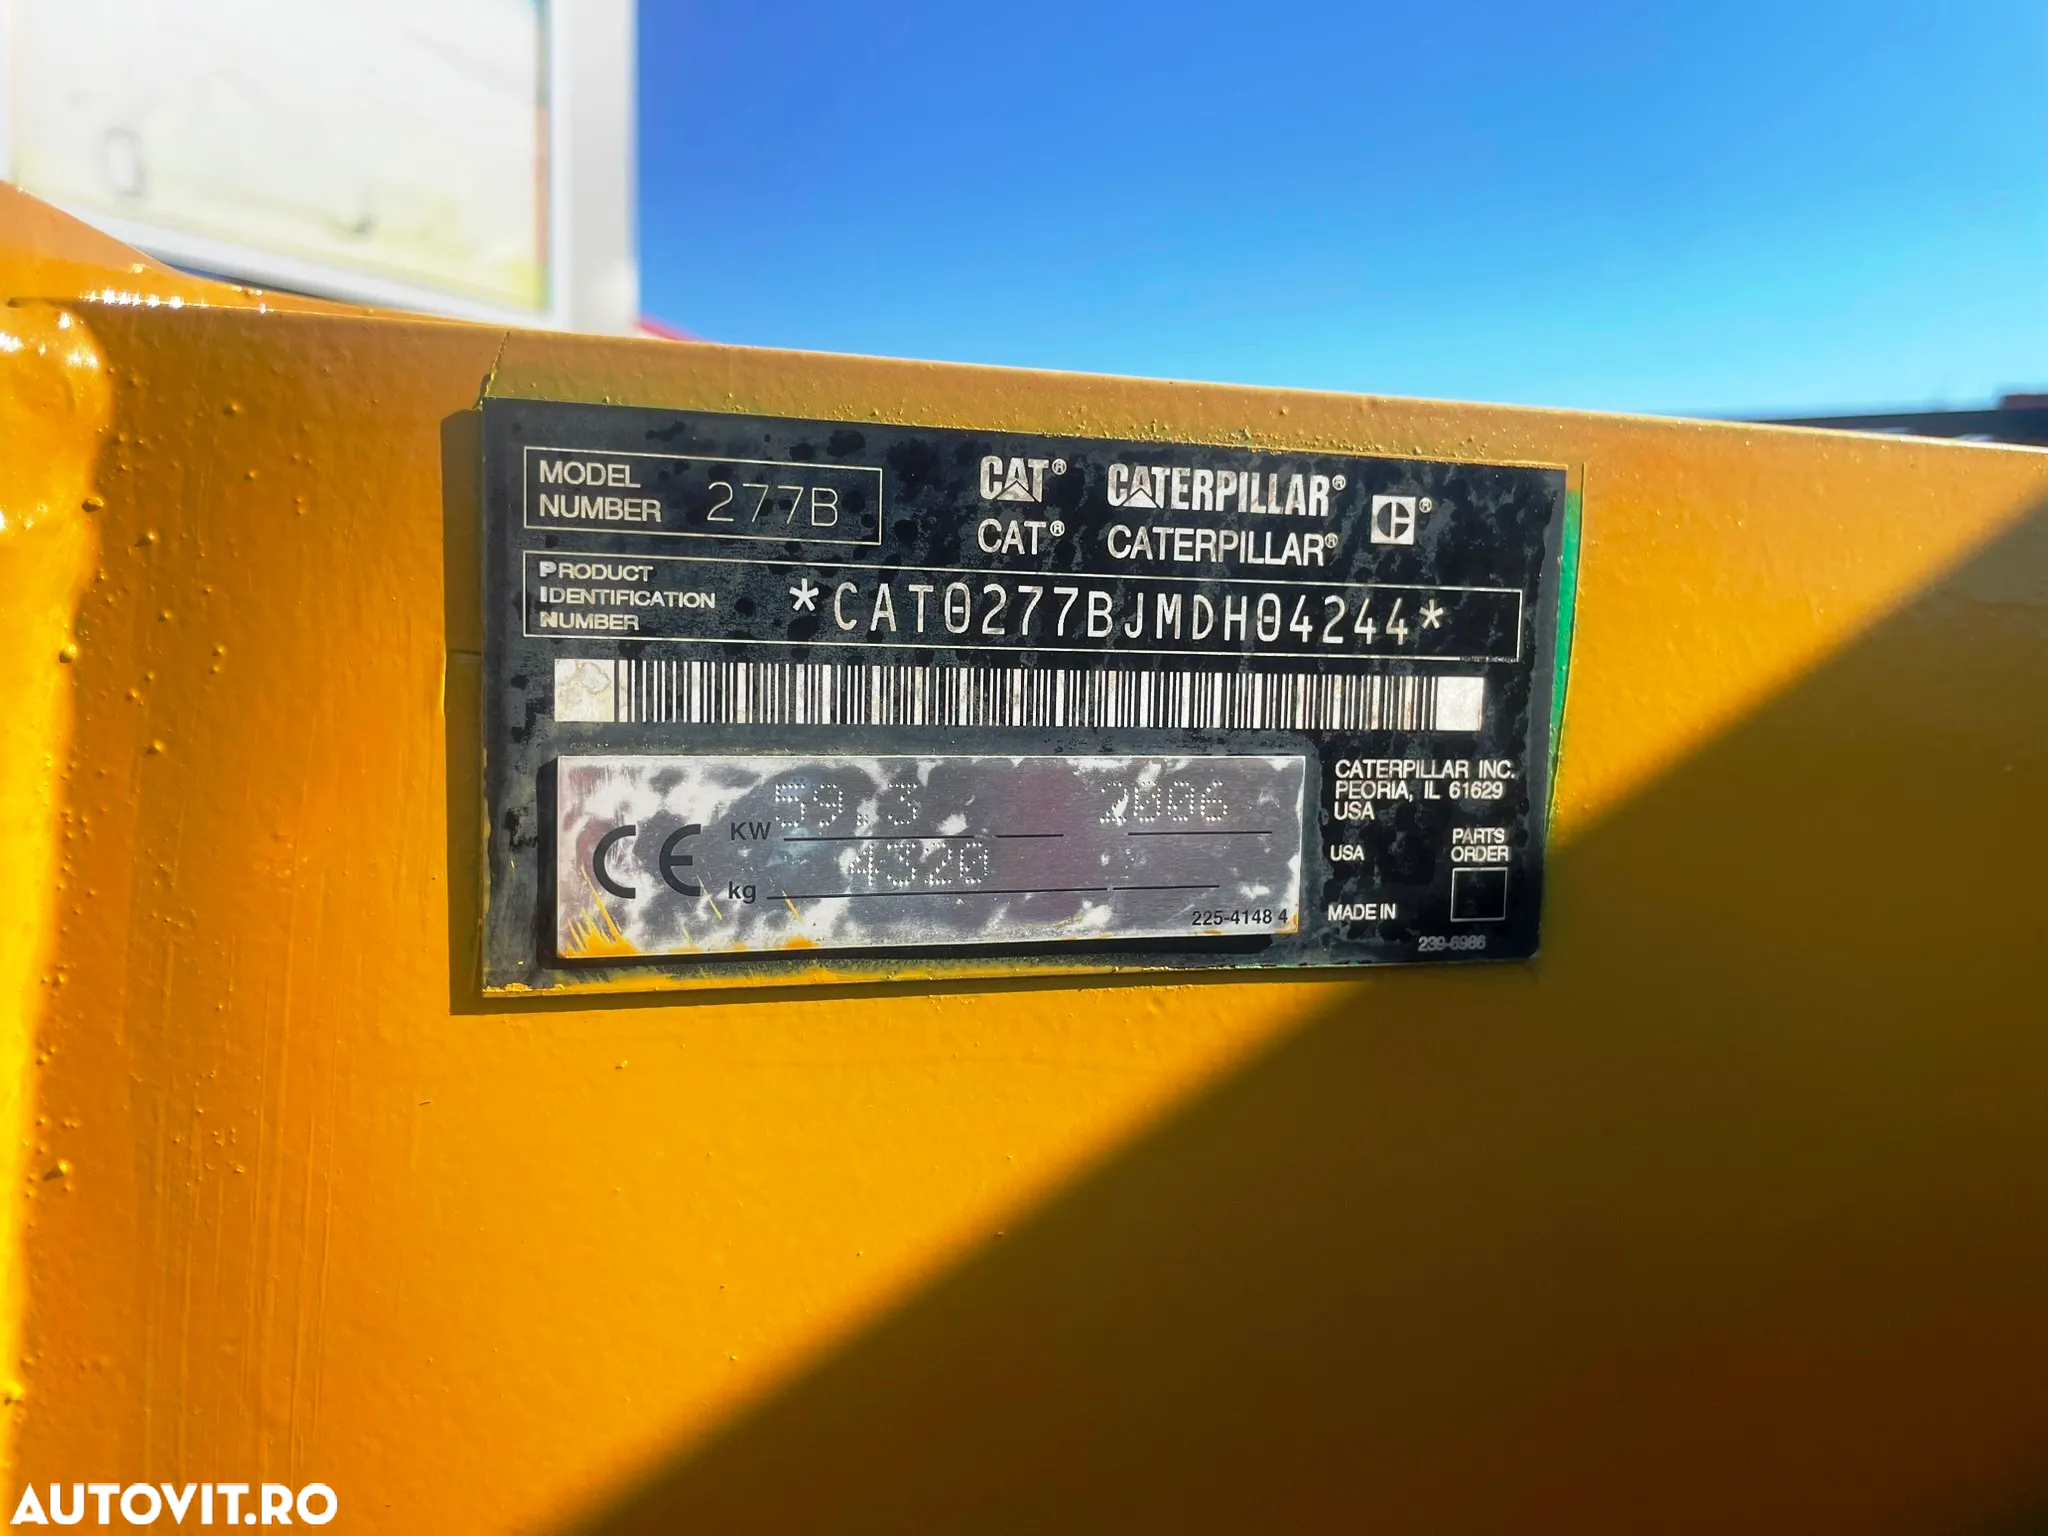 MODEL
NUMBER 277B
CAT® CATERPILLAR® ®
CAT® CATERPILLAR®
PRODUCT
IDENTIFICATION
NUMBER
*CAT0277BJMDH04244*
CE KW 59.3 2006
kg 4320
225-4148 4
CATERPILLAR INC.
PEORIA, IL 61629
USA
USA
MADE IN
PARTS
ORDER
239-6986
AUTOVIT.RO